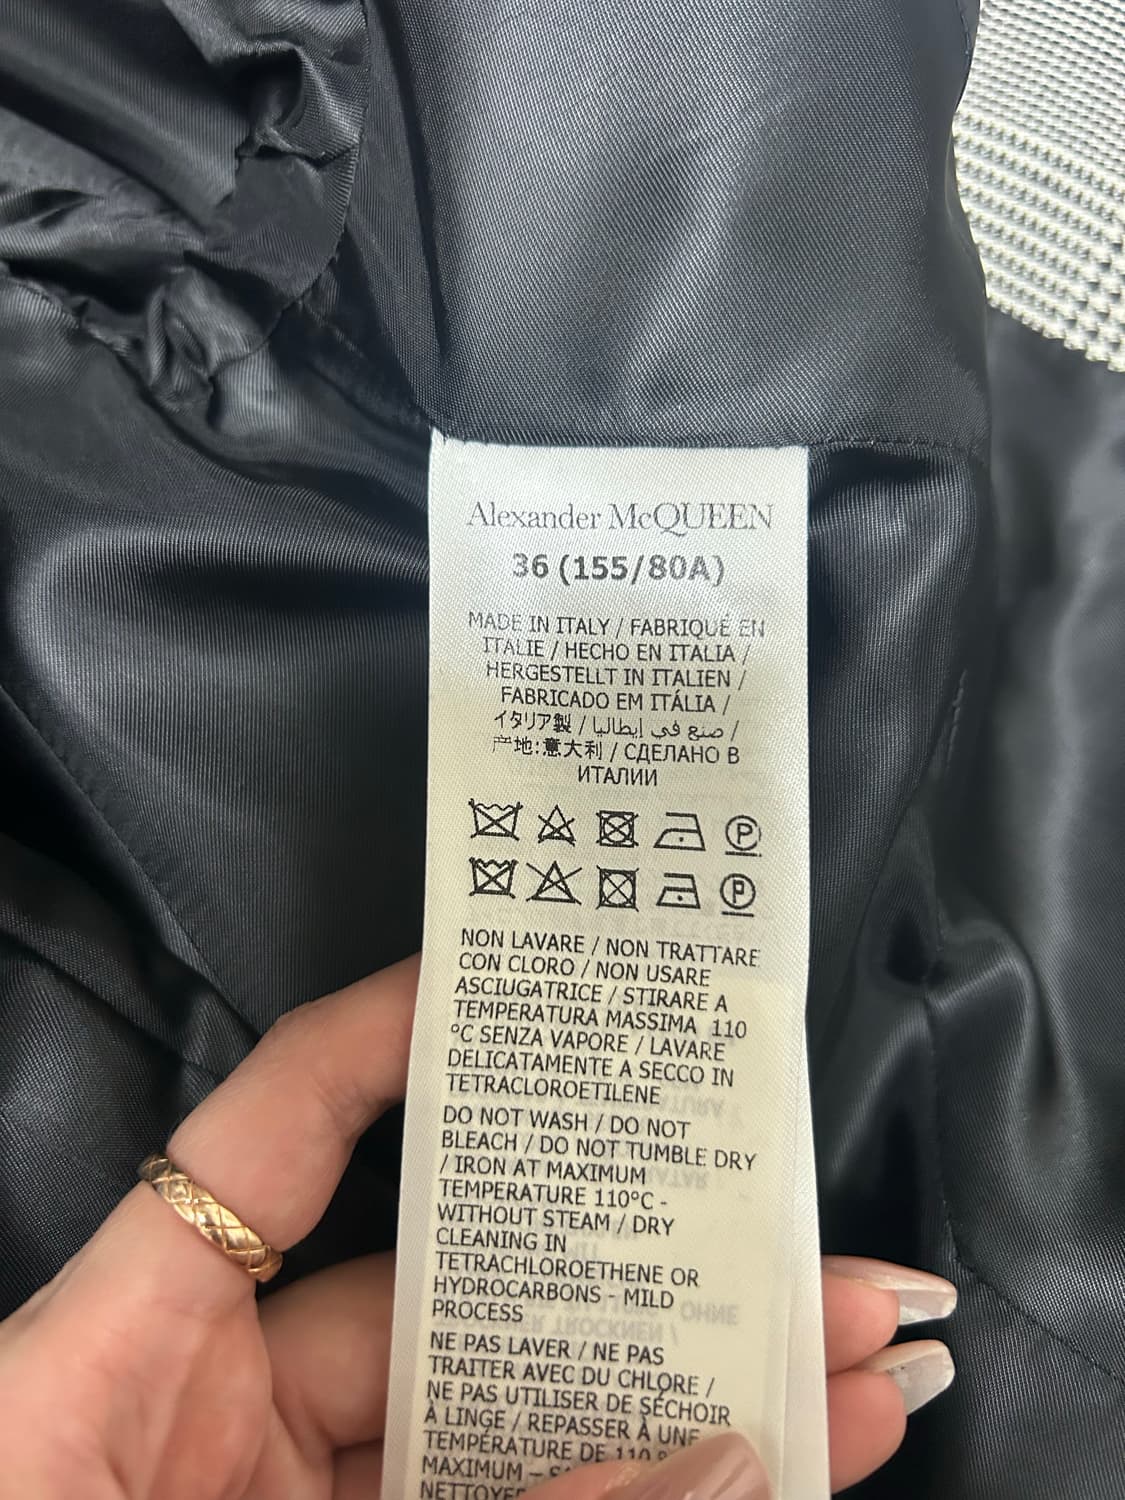 Alexander McQUEEN
36 (155/80A)
MADE IN ITALY / FABRIQUÉ EN
ITALIE / HECHO EN ITALIA /
HERGESTELLT IN ITALIEN /
FABRICADO EM ITÁLIA /
イタリア製 / صنع في إيطاليا /
产地:意大利 / СДЕЛАНО В
ИТАЛИИ
P
P
NON LAVARE / NON TRATTARE
CON CLORO / NON USARE
ASCIUGATRICE / STIRARE A
TEMPERATURA MASSIMA 110
°C SENZA VAPORE / LAVARE
DELICATAMENTE A SECCO IN
TETRACLOROETILENE
DO NOT WASH / DO NOT
BLEACH / DO NOT TUMBLE DRY
/ IRON AT MAXIMUM
TEMPERATURE 110°C -
WITHOUT STEAM / DRY
CLEANING IN
TETRACHLOROETHENE OR
HYDROCARBONS - MILD
PROCESS
NE PAS LAVER / NE PAS
TRAITER AVEC DU CHLORE /
NE PAS UTILISER DE SÉCHOIR
À LINGE / REPASSER À UNE
TEMPÉRATURE DE 110
MAXIMUM –